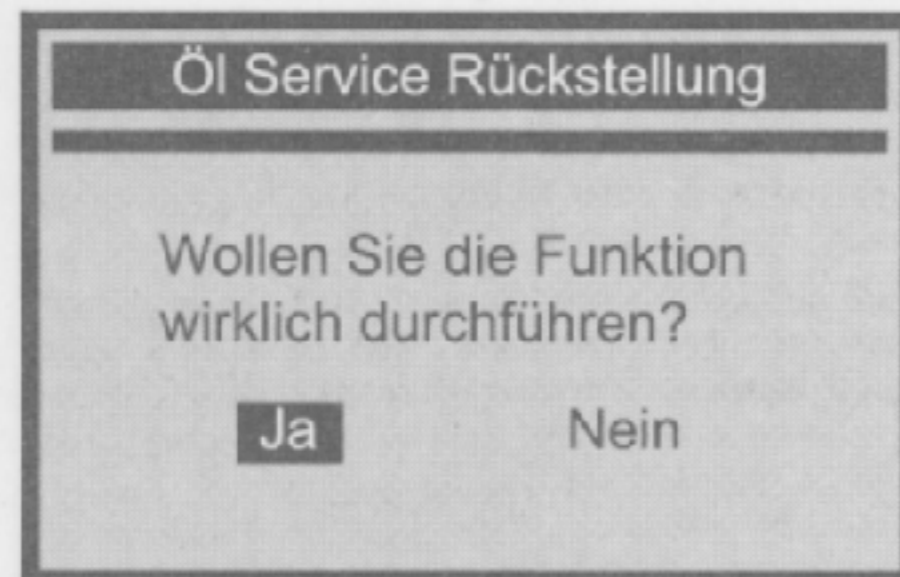 Öl Service Rückstellung
Wollen Sie die Funktion
wirklich durchführen?
Ja Nein